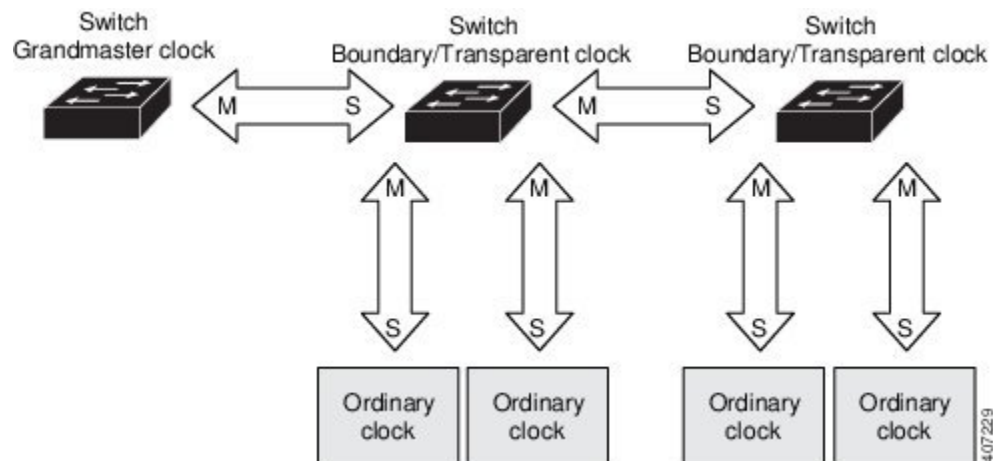 Switch
Grandmaster clock
Switch
Boundary/Transparent clock
Switch
Boundary/Transparent clock
M S
M S
M
M
M
M
S
S
S
S
Ordinary
clock
Ordinary
clock
Ordinary
clock
Ordinary
clock
407229